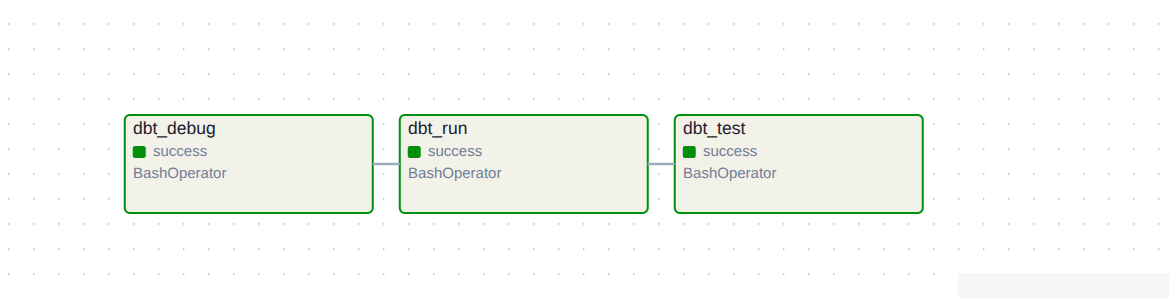 dbt_debug
success
BashOperator
dbt_run
success
BashOperator
dbt_test
success
BashOperator